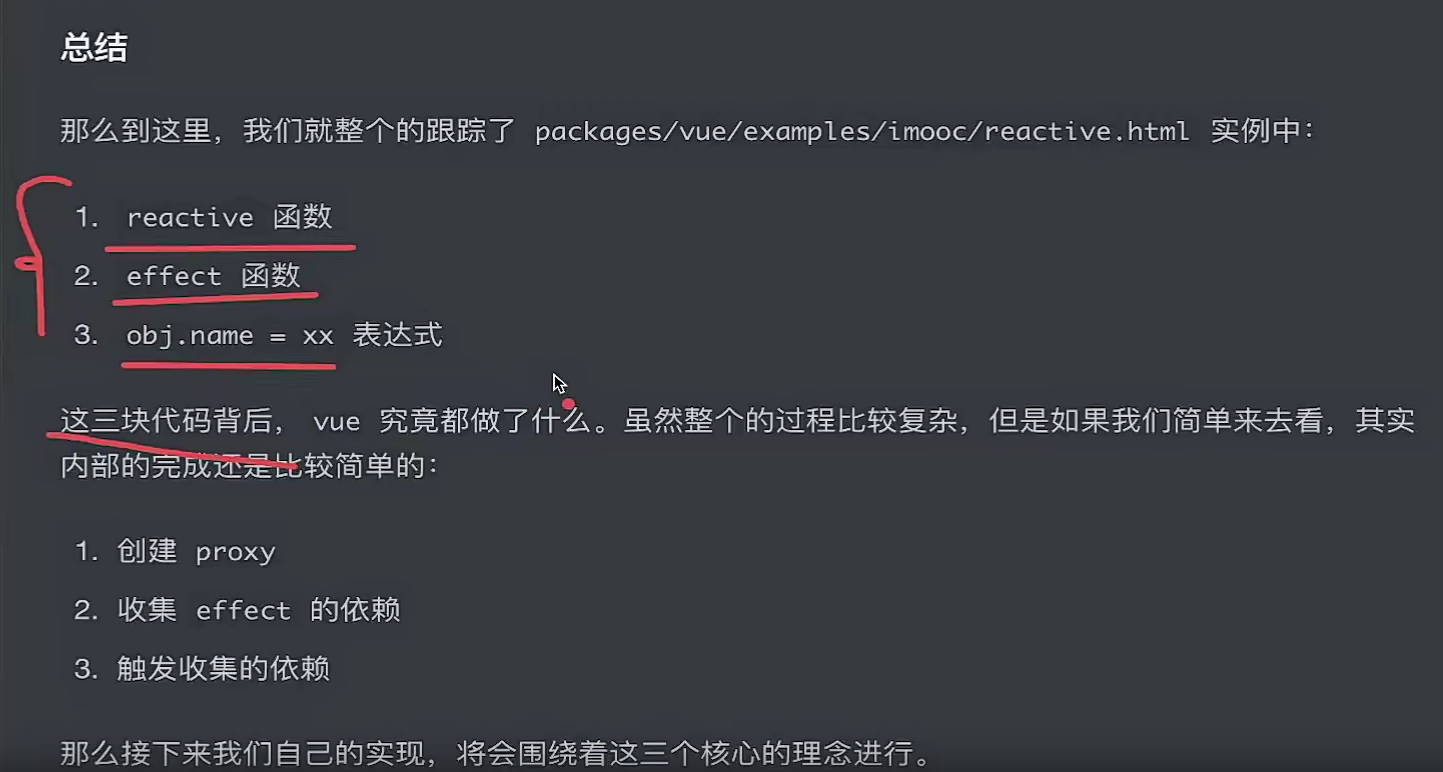 总结
那么到这里，我们就整个的跟踪了 packages/vue/examples/imooc/reactive.html 实例中：
1. reactive 函数
2. effect 函数
3. obj.name = xx 表达式
这三块代码背后， vue 究竟都做了什么。虽然整个的过程比较复杂，但是如果我们简单来去看，其实
内部的完成还是比较简单的：
1. 创建 proxy
2. 收集 effect 的依赖
3. 触发收集的依赖
那么接下来我们自己的实现，将会围绕着这三个核心的理念进行。